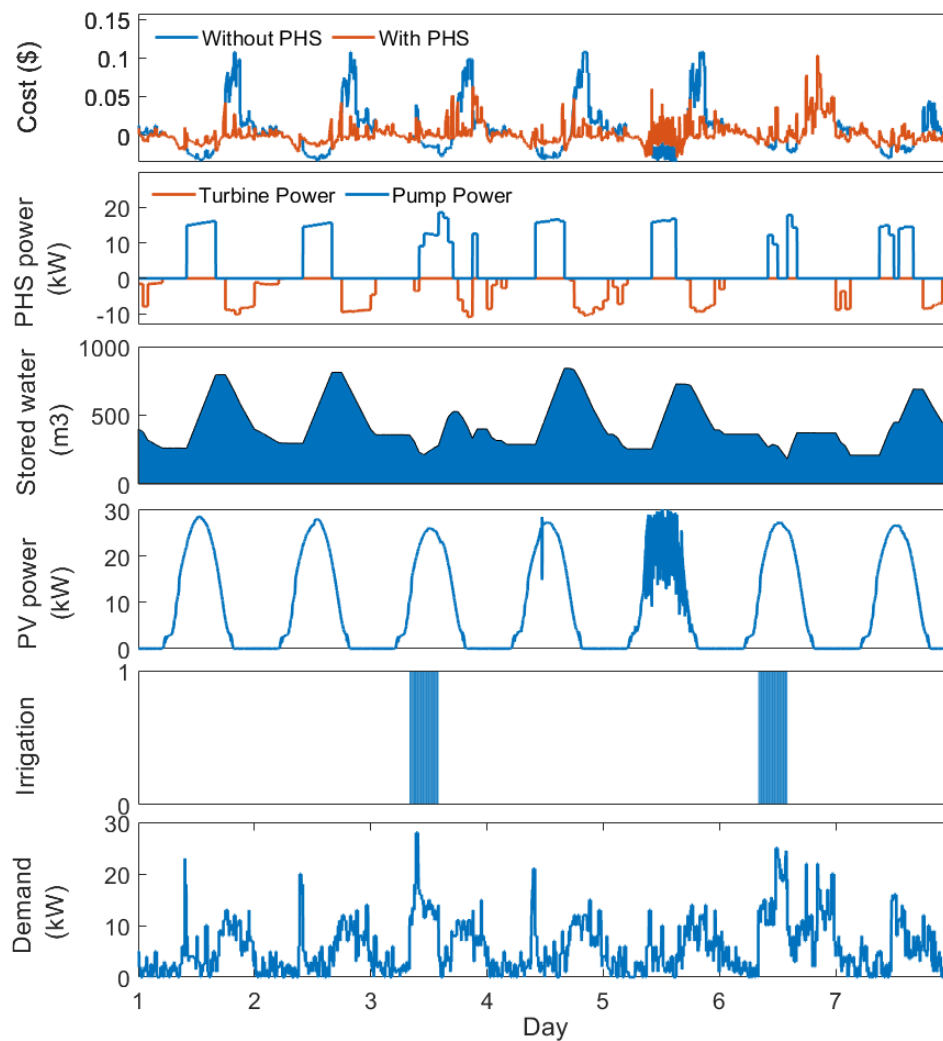 Cost ($)
0.15
0.1
0.05
0
Without PHS
With PHS
PHS power
(kW)
20
10
0
-10
Turbine Power
Pump Power
Stored water
(m3)
1000
500
0
PV power
(kW)
30
20
10
0
Irrigation
1
0
Demand
(kW)
30
20
10
0
1 2 3 4 5 6 7
Day